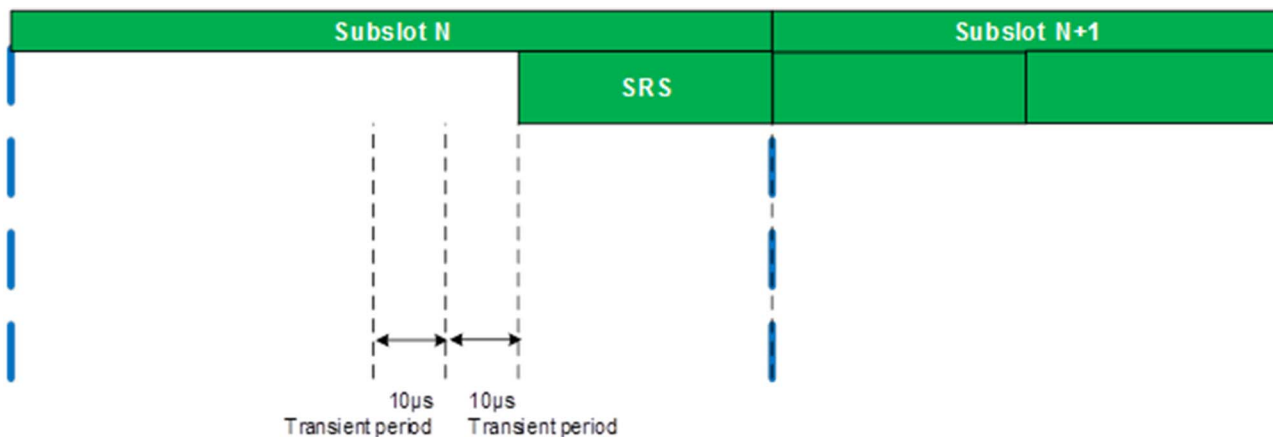 Subslot N
Subslot N+1
SRS
10µs
Transient period
10µs
Transient period